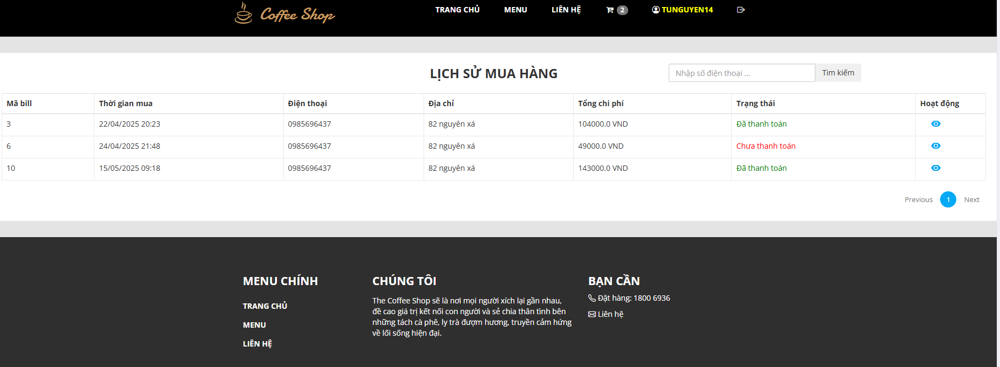 Coffee Shop
TRANG CHỦ MENU LIÊN HỆ 2 TUNGUYEN14
LỊCH SỬ MUA HÀNG
Nhập số điện thoại ... Tìm kiếm
Mã bill Thời gian mua Điện thoại Địa chỉ Tổng chi phí Trạng thái Hoạt động
3 22/04/2025 20:23 0985696437 82 nguyên xá 104000.0 VND Đã thanh toán
6 24/04/2025 21:48 0985696437 82 nguyên xá 49000.0 VND Chưa thanh toán
10 15/05/2025 09:18 0985696437 82 nguyên xá 143000.0 VND Đã thanh toán
Previous 1 Next
MENU CHÍNH
TRANG CHỦ
MENU
LIÊN HỆ
CHÚNG TÔI
The Coffee Shop sẽ là nơi mọi người xích lại gần nhau,
đề cao giá trị kết nối con người và sẻ chia thân tình bên
những tách cà phê, ly trà đượm hương, truyền cảm hứng
về lối sống hiện đại.
BẠN CẦN
Đặt hàng: 1800 6936
Liên hệ